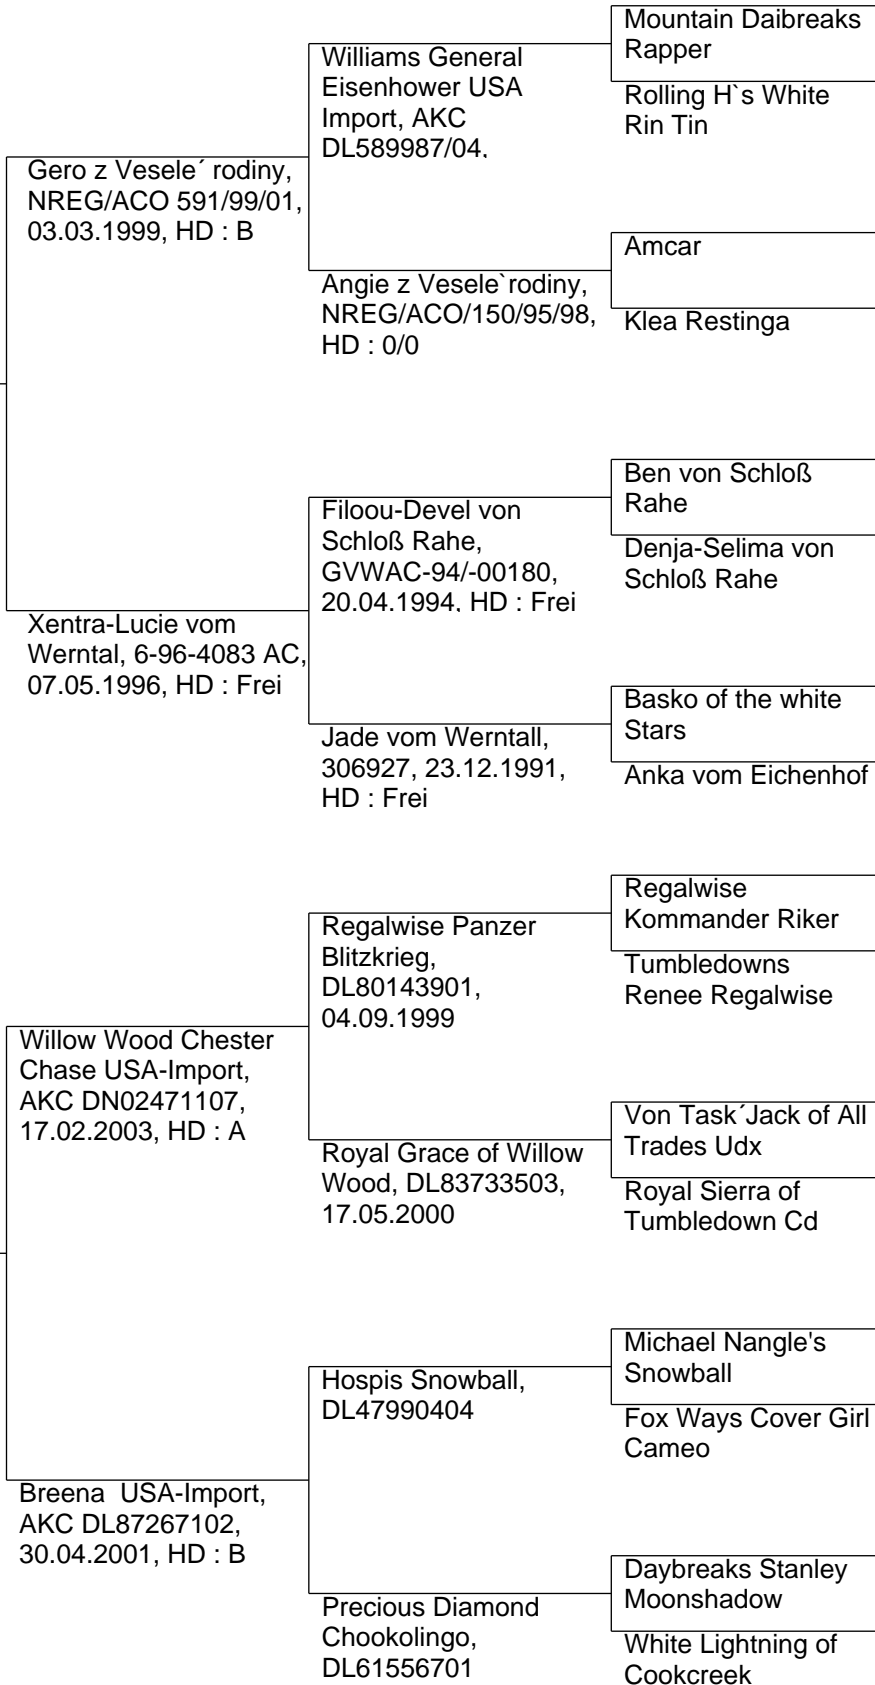 Mountain Daibreaks
Rapper
Williams General
Eisenhower USA
Import, AKC
DL589987/04,
Rolling H`s White
Rin Tin
Gero z Vesele´ rodiny,
NREG/ACO 591/99/01,
03.03.1999, HD : B
Amcar
Angie z Vesele`rodiny,
NREG/ACO/150/95/98,
HD : 0/0
Klea Restinga
Ben von Schloß
Rahe
Filoou-Devel von
Schloß Rahe,
GVWAC-94/-00180,
20.04.1994, HD : Frei
Denja-Selima von
Schloß Rahe
Xentra-Lucie vom
Werntal, 6-96-4083 AC,
07.05.1996, HD : Frei
Basko of the white
Stars
Jade vom Werntall,
306927, 23.12.1991,
HD : Frei
Anka vom Eichenhof
Regalwise
Kommander Riker
Regalwise Panzer
Blitzkrieg,
DL80143901,
04.09.1999
Tumbledowns
Renee Regalwise
Willow Wood Chester
Chase USA-Import,
AKC DN02471107,
17.02.2003, HD : A
Von Task´Jack of All
Trades Udx
Royal Grace of Willow
Wood, DL83733503,
17.05.2000
Royal Sierra of
Tumbledown Cd
Michael Nangle's
Snowball
Hospis Snowball,
DL47990404
Fox Ways Cover Girl
Cameo
Breena  USA-Import,
AKC DL87267102,
30.04.2001, HD : B
Daybreaks Stanley
Moonshadow
Precious Diamond
Chookolingo,
DL61556701
White Lightning of
Cookcreek